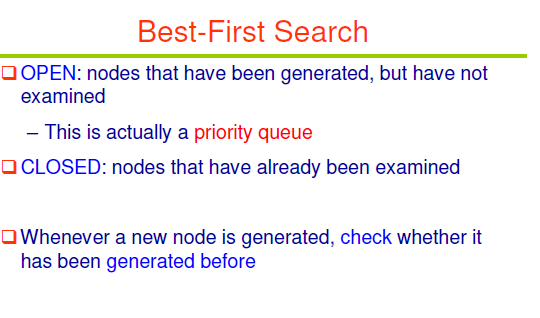 Best-First Search
❑ OPEN: nodes that have been generated, but have not
examined
– This is actually a priority queue
❑ CLOSED: nodes that have already been examined
❑ Whenever a new node is generated, check whether it
has been generated before